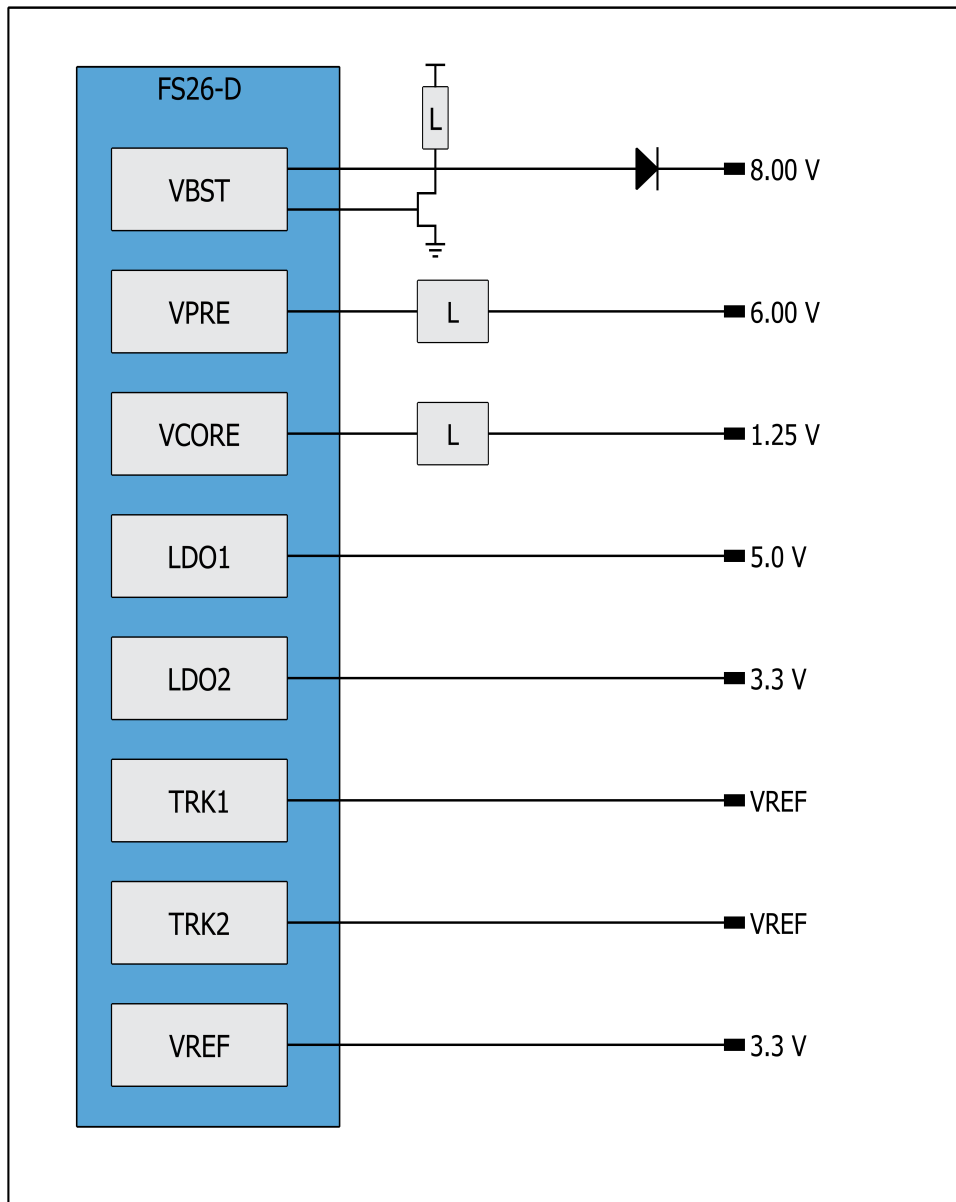 FS26-D
L
VBST
8.00 V
VPRE
L
6.00 V
VCORE
L
1.25 V
LDO1
5.0 V
LDO2
3.3 V
TRK1
VREF
TRK2
VREF
VREF
3.3 V